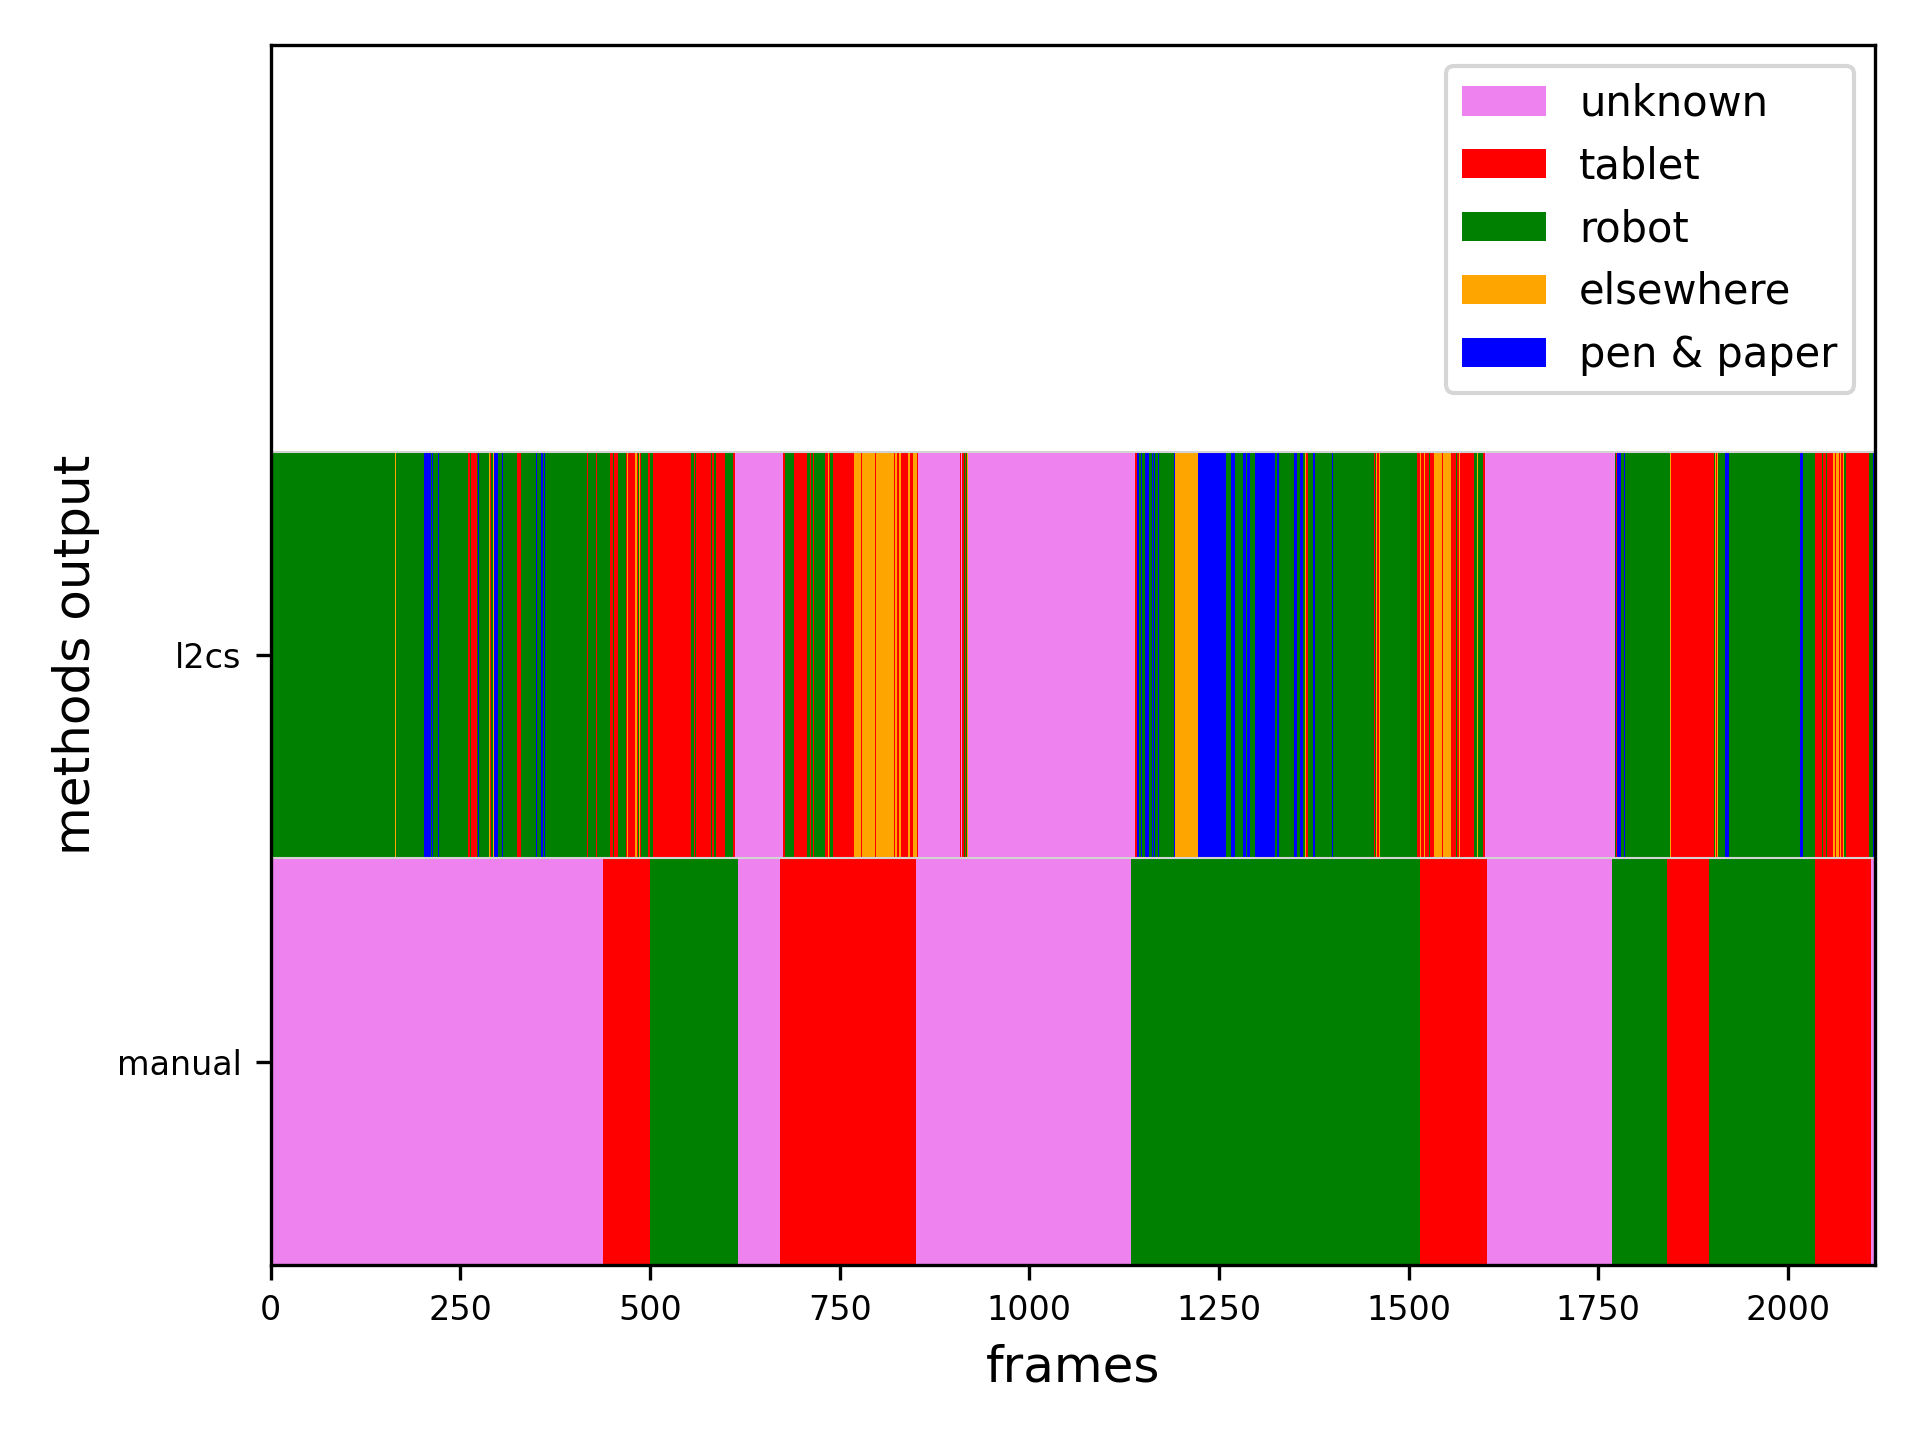 unknown
tablet
robot
elsewhere
pen & paper
methods output
l2cs
manual
0 250 500 750 1000 1250 1500 1750 2000
frames